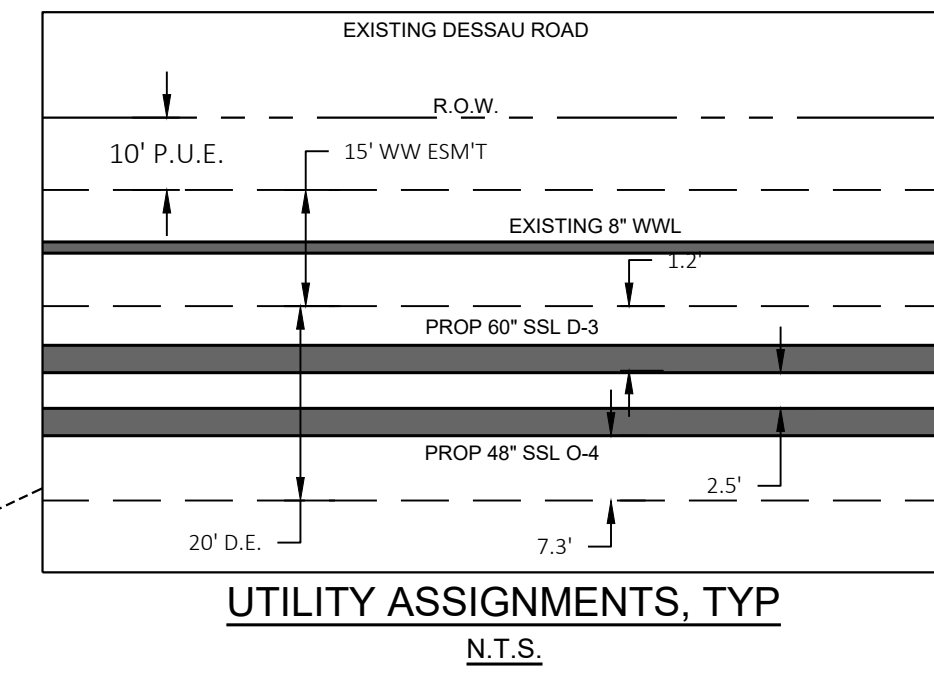 EXISTING DESSAU ROAD
R.O.W.
10' P.U.E.
15' WW ESM'T
EXISTING 8" WWL
1.2'
PROP 60" SSL D-3
PROP 48" SSL O-4
2.5'
20' D.E.
7.3'
UTILITY ASSIGNMENTS, TYP
N.T.S.